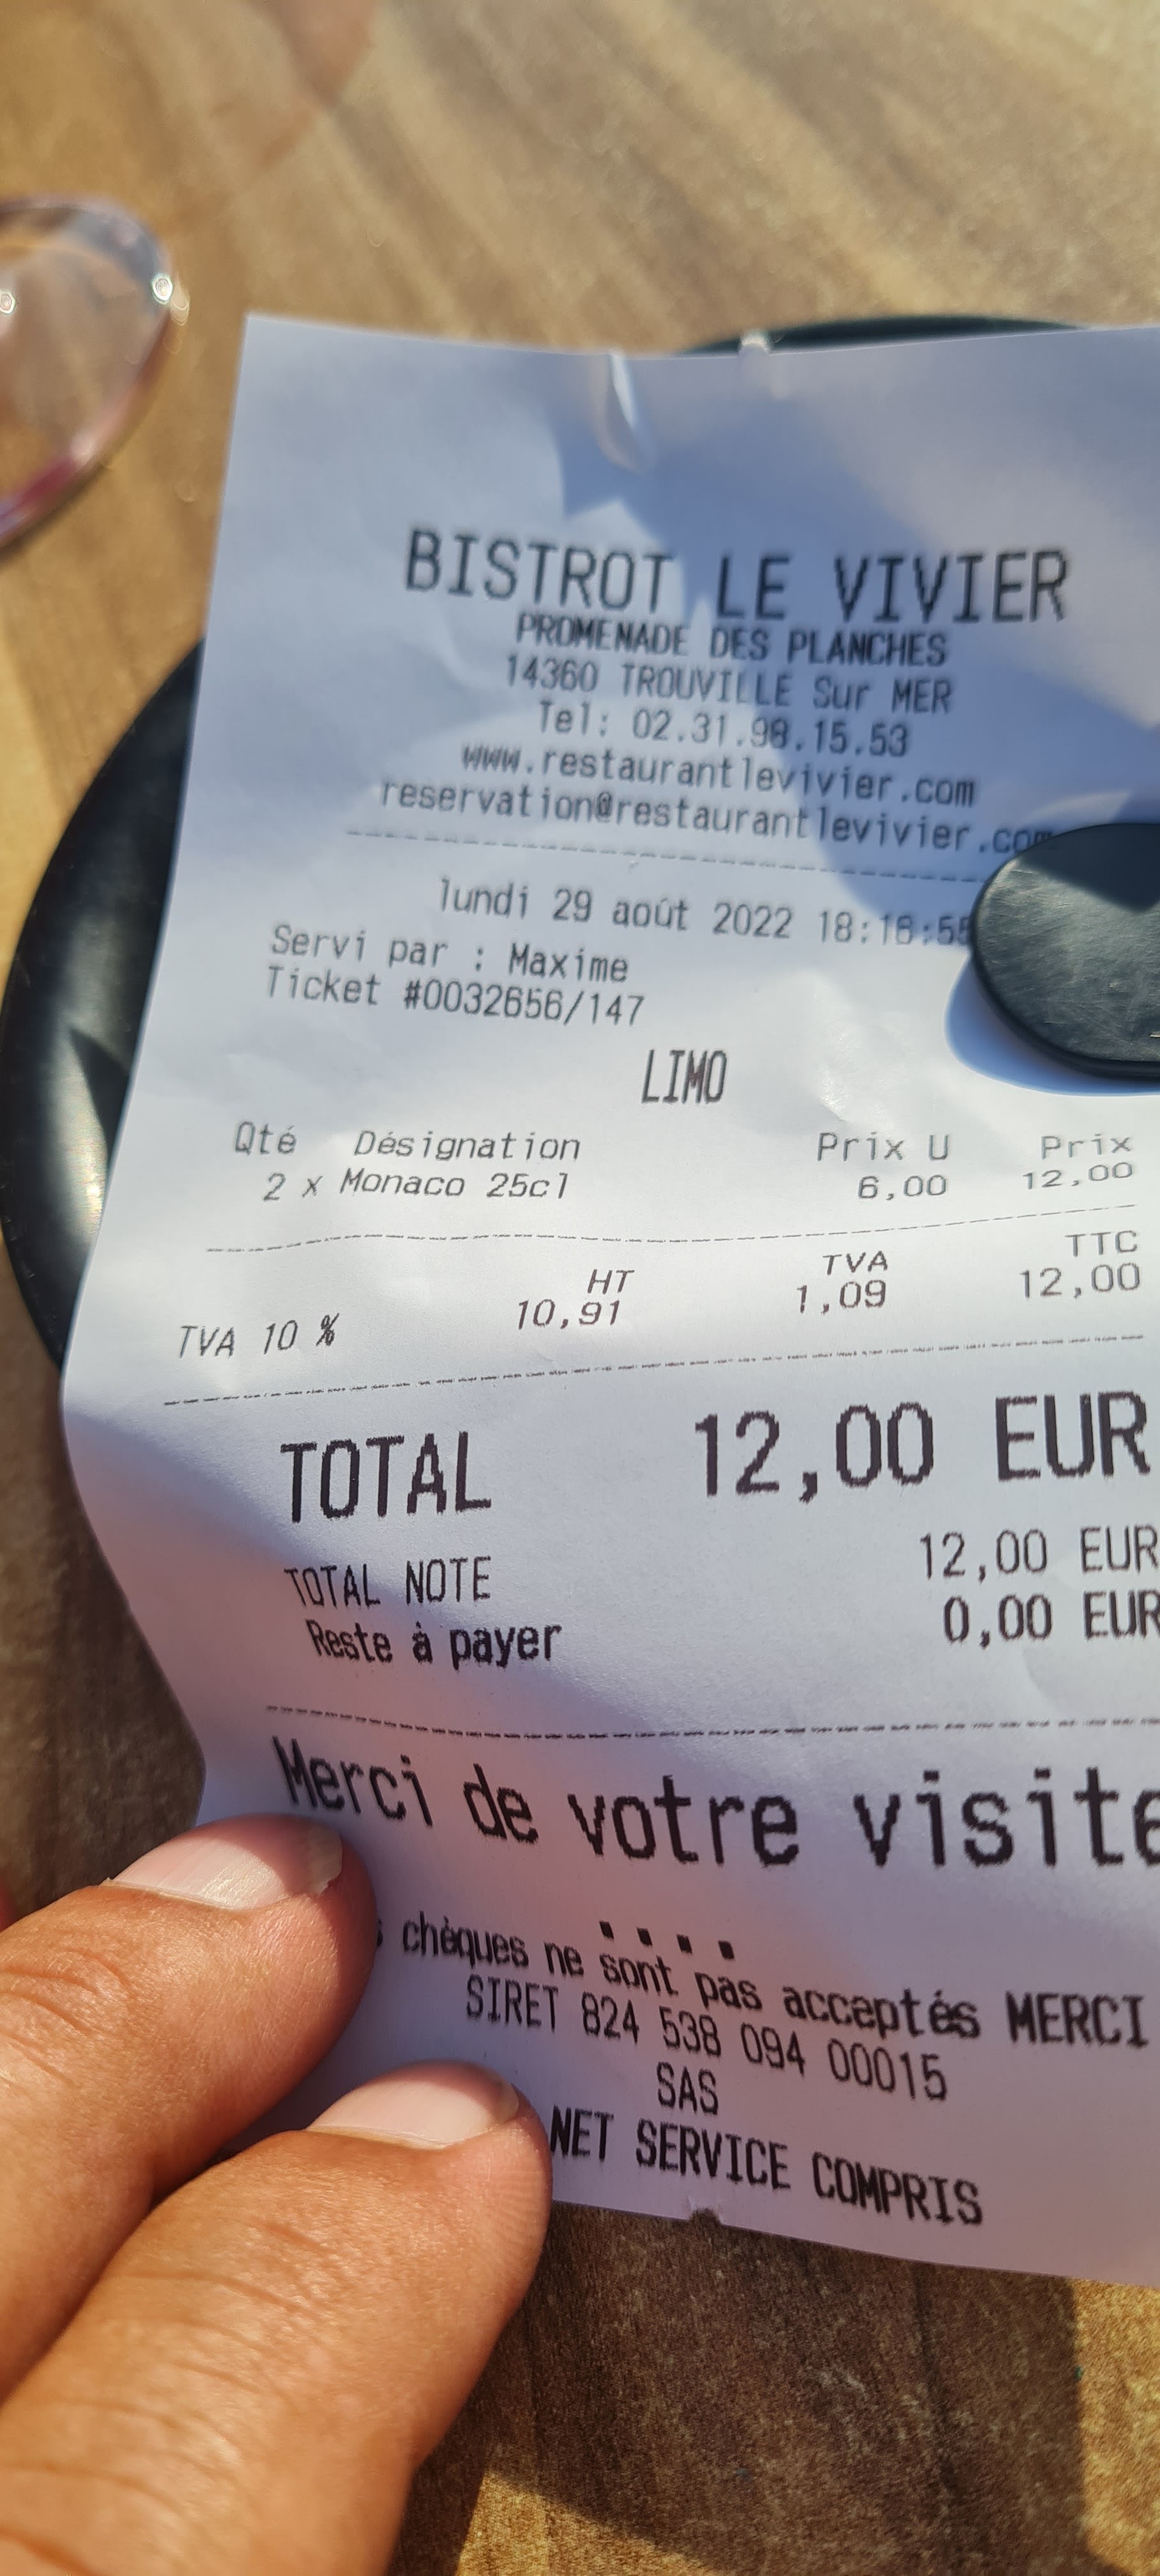 BISTROT LE VIVIER
PROMENADE DES PLANCHES
14360 TROUVILLE Sur MER
Tel: 02.31.98.15.53
www.restaurantlevivier.com
reservation@restaurantlevivier.com
lundi 29 août 2022 18:18:55
Servi par : Maxime
Ticket #0032656/147
LIMO
Qté Désignation Prix U Prix
2 x Monaco 25cl 6,00 12,00
HT TVA TTC
TVA 10 % 10,91 1,09 12,00
TOTAL 12,00 EUR
TOTAL NOTE 12,00 EUR
Reste à payer 0,00 EUR
Merci de votre visite
....
chèques ne sont pas acceptés MERCI
SIRET 824 538 094 00015
SAS
NET SERVICE COMPRIS